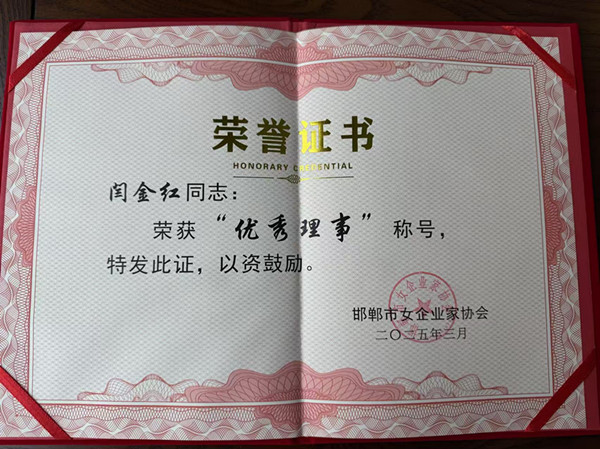 荣誉证书
HONORARY CREDENTIAL
闫金红同志：
荣获“优秀理事”称号，
特发此证，以资鼓励。
邯郸市女企业家协会
二〇二五年三月